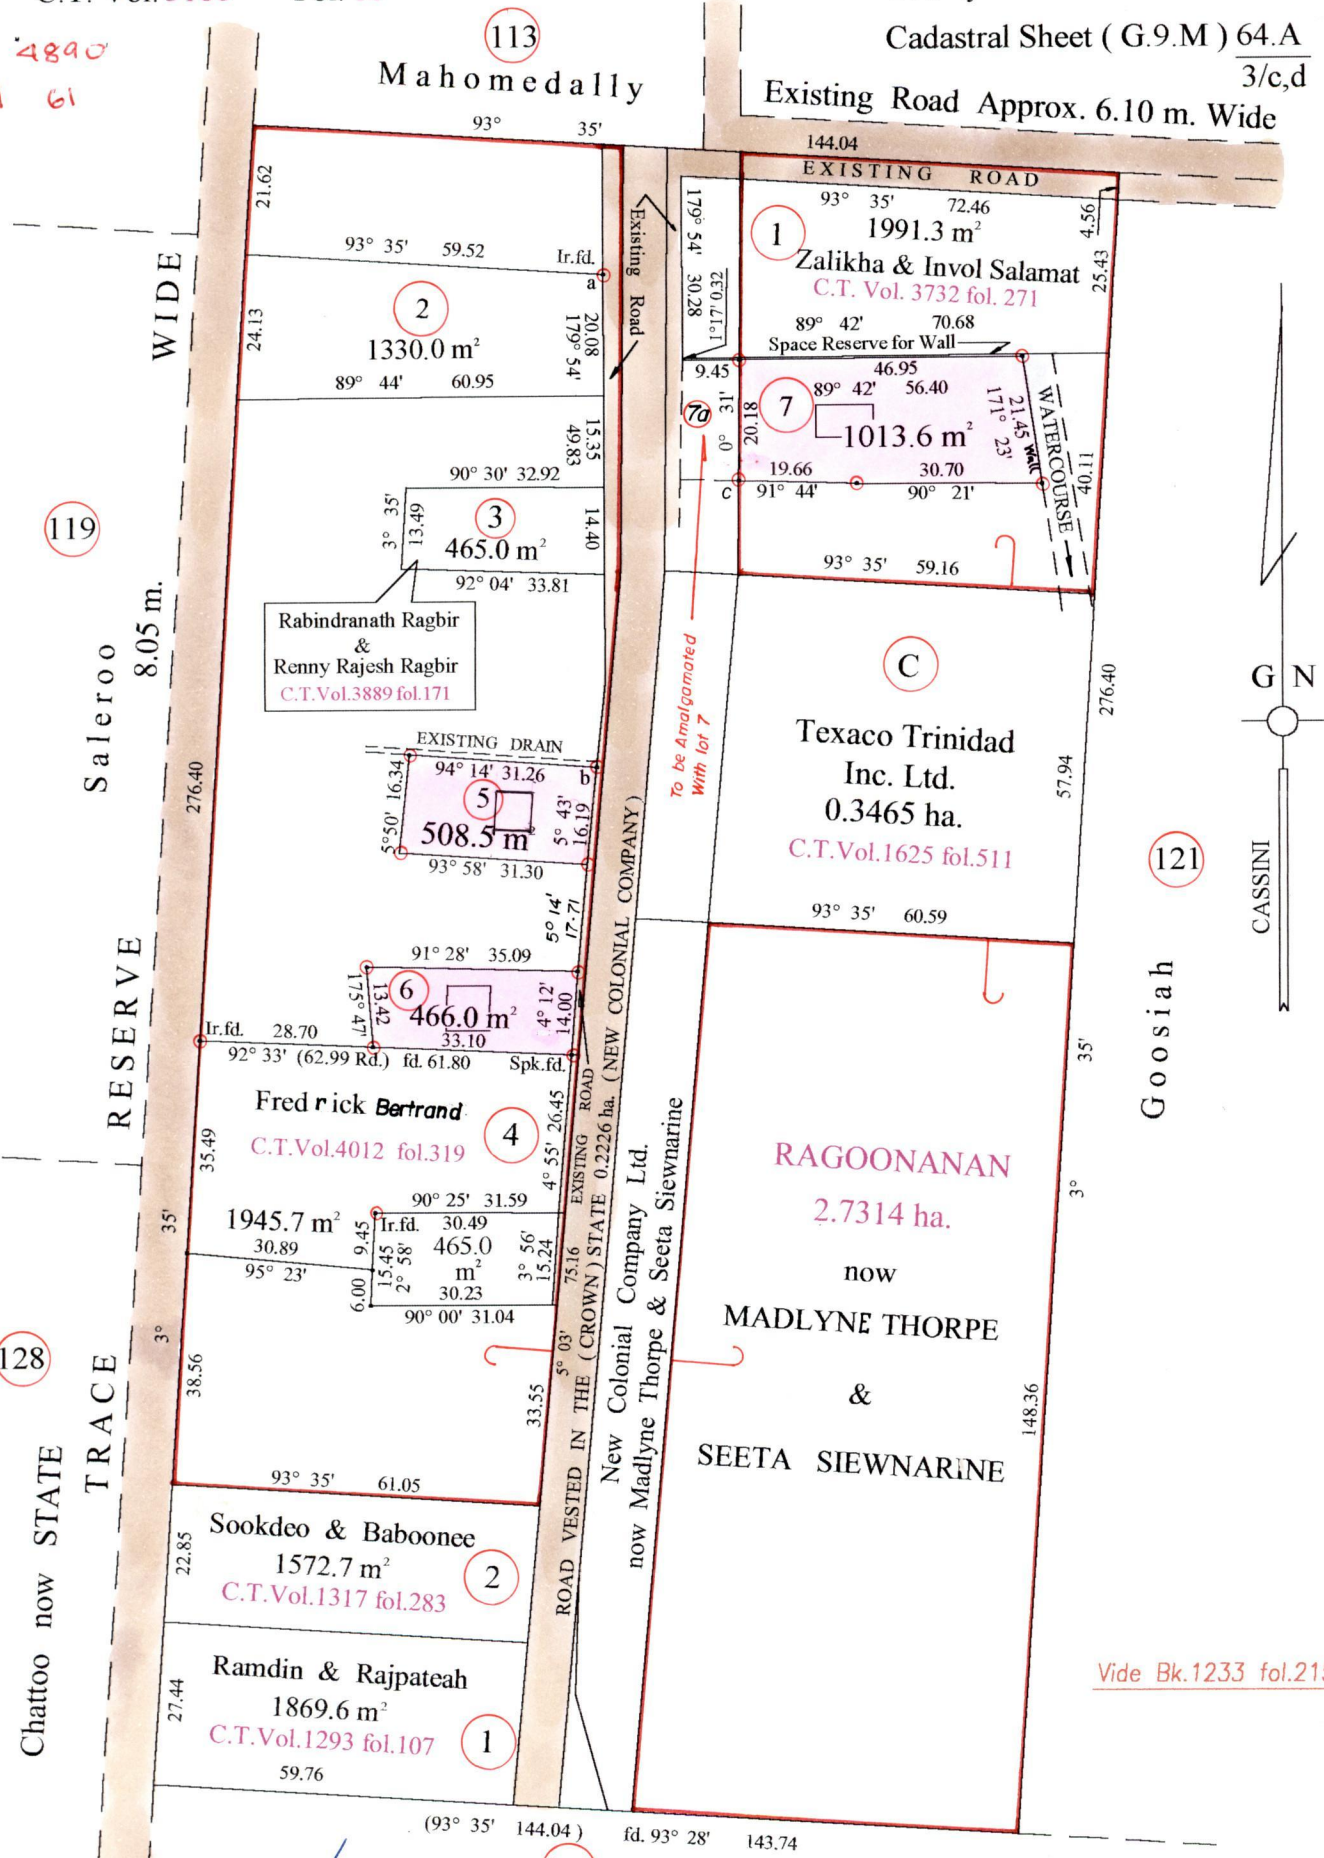 4890
61
113
Mahomedally
Cadastral Sheet ( G.9.M ) 64.A
3/c,d
Existing Road Approx. 6.10 m. Wide
93° 35'
144.04
EXISTING ROAD
21.62
93° 35' 72.46
4.56
1
1991.3 m²
Zalikha & Invol Salamat
C.T. Vol. 3732 fol. 271
25.43
179° 54' 30.28
1°17'0.32
Existing Road
93° 35' 59.52
Ir.fd.
a
WIDE
24.13
2
1330.0 m²
20.08
179° 54'
89° 44' 60.95
89° 42' 70.68
Space Reserve for Wall
9.45
46.95
89° 42' 56.40
7
7a
1013.6 m²
0° 31'
20.18
21.45 Wall
171° 23'
WATERCOURSE
40.11
19.66
30.70
c
91° 44'
90° 21'
15.35
49.83
90° 30' 32.92
3° 35'
13.49
3
465.0 m²
14.40
92° 04' 33.81
93° 35' 59.16
119
Saleroo
8.05 m.
Rabindranath Ragbir
&
Renny Rajesh Ragbir
C.T.Vol.3889 fol.171
To be Amalgamated
With lot 7
C
Texaco Trinidad
Inc. Ltd.
0.3465 ha.
C.T.Vol.1625 fol.511
276.40
57.94
G N
CASSINI
121
Goosiah
276.40
EXISTING DRAIN
94° 14' 31.26
b
5°50' 16.34
5
508.5 m²
5° 43'
16.19
93° 58' 31.30
5° 14'
17.71
93° 35' 60.59
RESERVE
91° 28' 35.09
175° 47'
13.42
6
466.0 m²
33.10
4° 12'
14.00
Ir.fd. 28.70
92° 33' (62.99 Rd.) fd. 61.80
Spk.fd.
Fredrick Bertrand
C.T.Vol.4012 fol.319
4
35.49
4° 55' 26.45
EXISTING ROAD
1945.7 m²
30.89
95° 23'
90° 25' 31.59
Ir.fd. 30.49
9.45
15.45
2° 58'
6.00
465.0
m²
3° 56'
15.24
30.23
90° 00' 31.04
75.16
5° 03'
ROAD VESTED IN THE ( CROWN ) STATE 0.2226 ha. ( NEW COLONIAL COMPANY )
New Colonial Company Ltd.
now Madlyne Thorpe & Seeta Siewnarine
35'
3°
RAGOONANAN
2.7314 ha.
now
MADLYNE THORPE
&
SEETA SIEWNARINE
35'
3°
148.36
128
Chattoo now STATE
TRACE
38.56
33.55
93° 35' 61.05
22.85
Sookdeo & Baboonee
1572.7 m²
C.T.Vol.1317 fol.283
2
27.44
Ramdin & Rajpateah
1869.6 m²
C.T.Vol.1293 fol.107
1
59.76
Vide Bk.1233 fol.21
(93° 35' 144.04 ) fd. 93° 28' 143.74